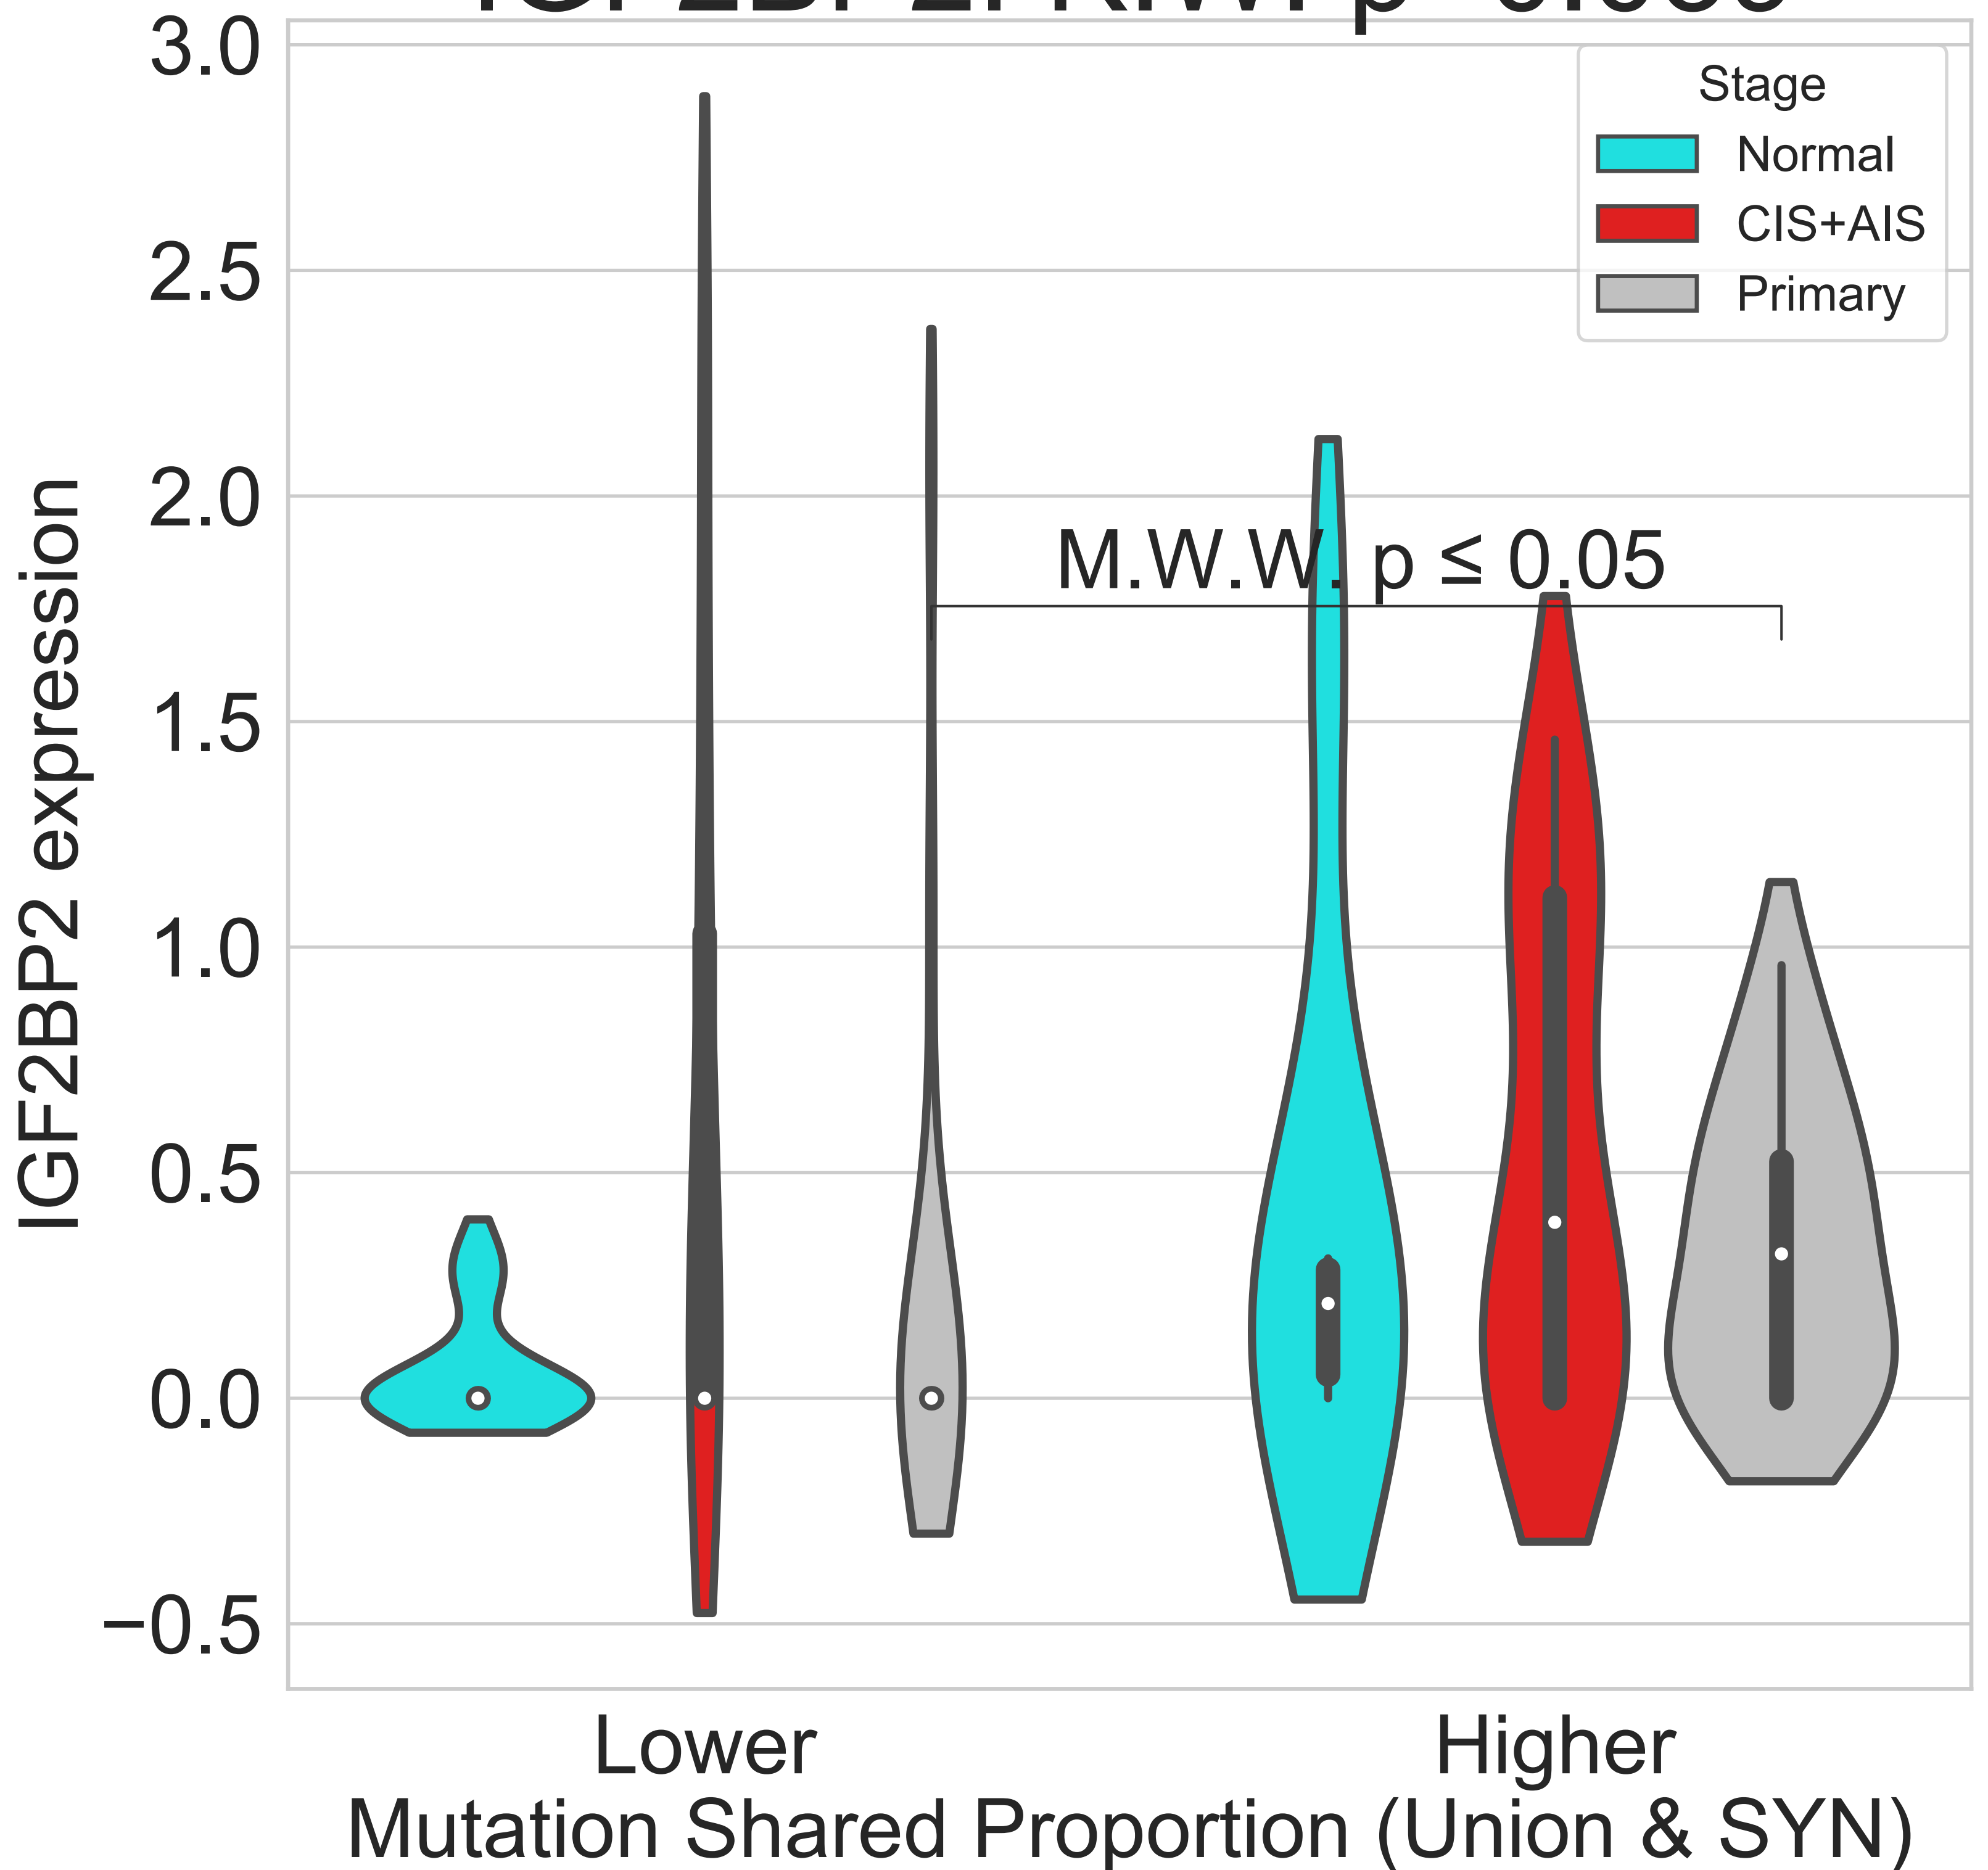 3.0
2.5
2.0
1.5
1.0
0.5
0.0
−0.5
IGF2BP2 expression
Stage
Normal
CIS+AIS
Primary
M.W.W. p ≤ 0.05
Lower
Higher
Mutation Shared Proportion (Union & SYN)